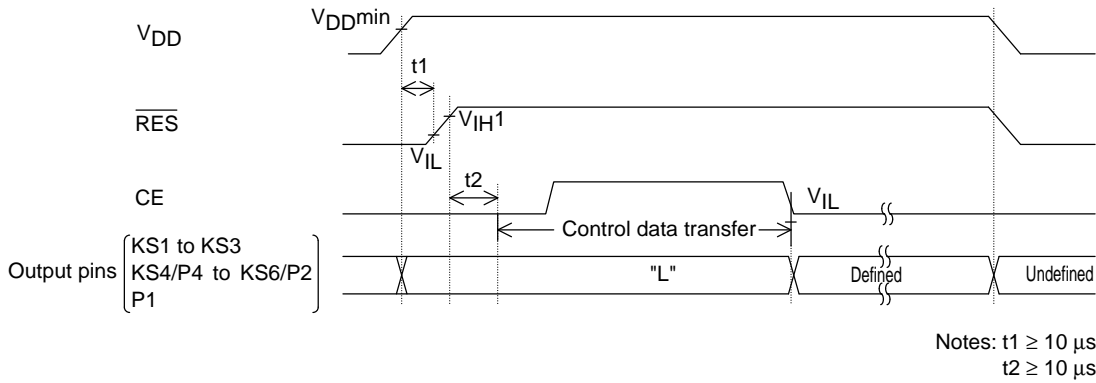 VDD
VDDmin
t1
RES
VIH1
VIL
t2
CE
VIL
Control data transfer
Output pins
KS1 to KS3
KS4/P4 to KS6/P2
P1
"L"
Defined
Undefined
Notes: t1 ≥ 10 μs
t2 ≥ 10 μs